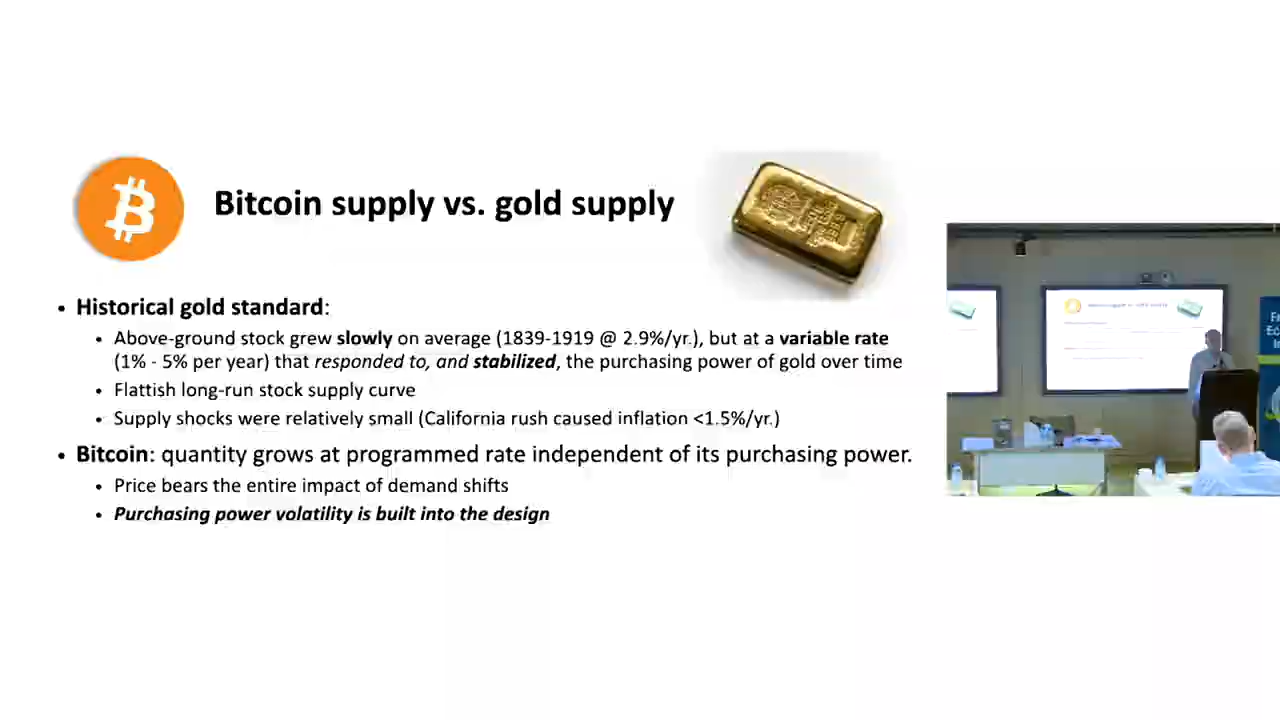 Bitcoin supply vs. gold supply
• Historical gold standard:
• Above-ground stock grew slowly on average (1839-1919 @ 2.9%/yr.), but at a variable rate
(1% - 5% per year) that responded to, and stabilized, the purchasing power of gold over time
• Flattish long-run stock supply curve
• Supply shocks were relatively small (California rush caused inflation <1.5%/yr.)
• Bitcoin: quantity grows at programmed rate independent of its purchasing power.
• Price bears the entire impact of demand shifts
• Purchasing power volatility is built into the design